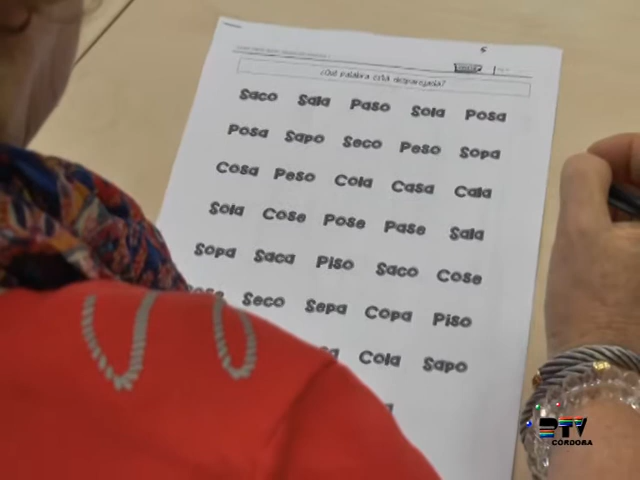 ¿Qué palabra está desparejada?
Saco Sala Paso Sola Posa
Posa Sapo Seco Peso Sopa
Cosa Peso Cola Casa Cala
Sola Cose Pose Pase Sala
Sopa Saca Piso Saco Cose
Seco Sepa Copa Piso
Cola Sapo
PTV
CÓRDOBA